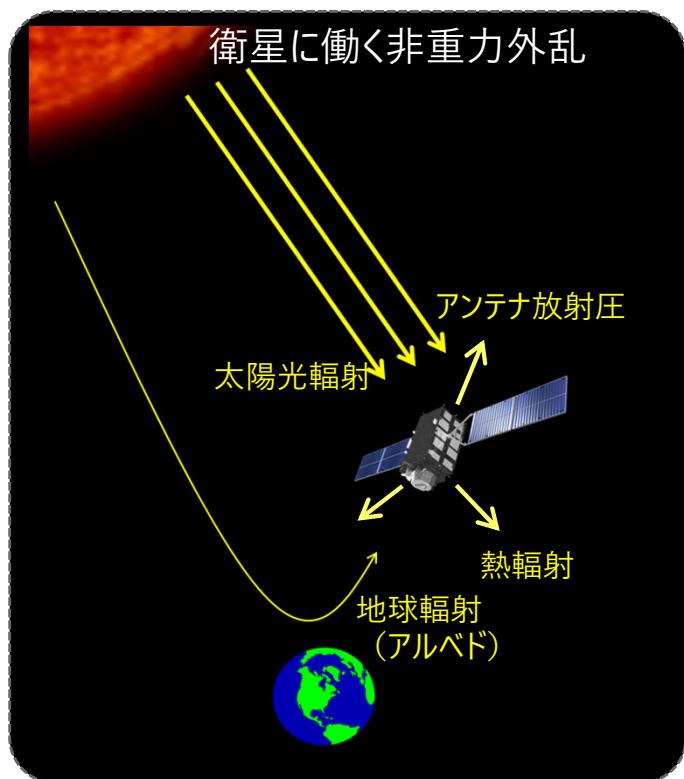 衛星に働く非重力外乱
アンテナ放射圧
太陽光輻射
熱輻射
地球輻射
（アルベド）